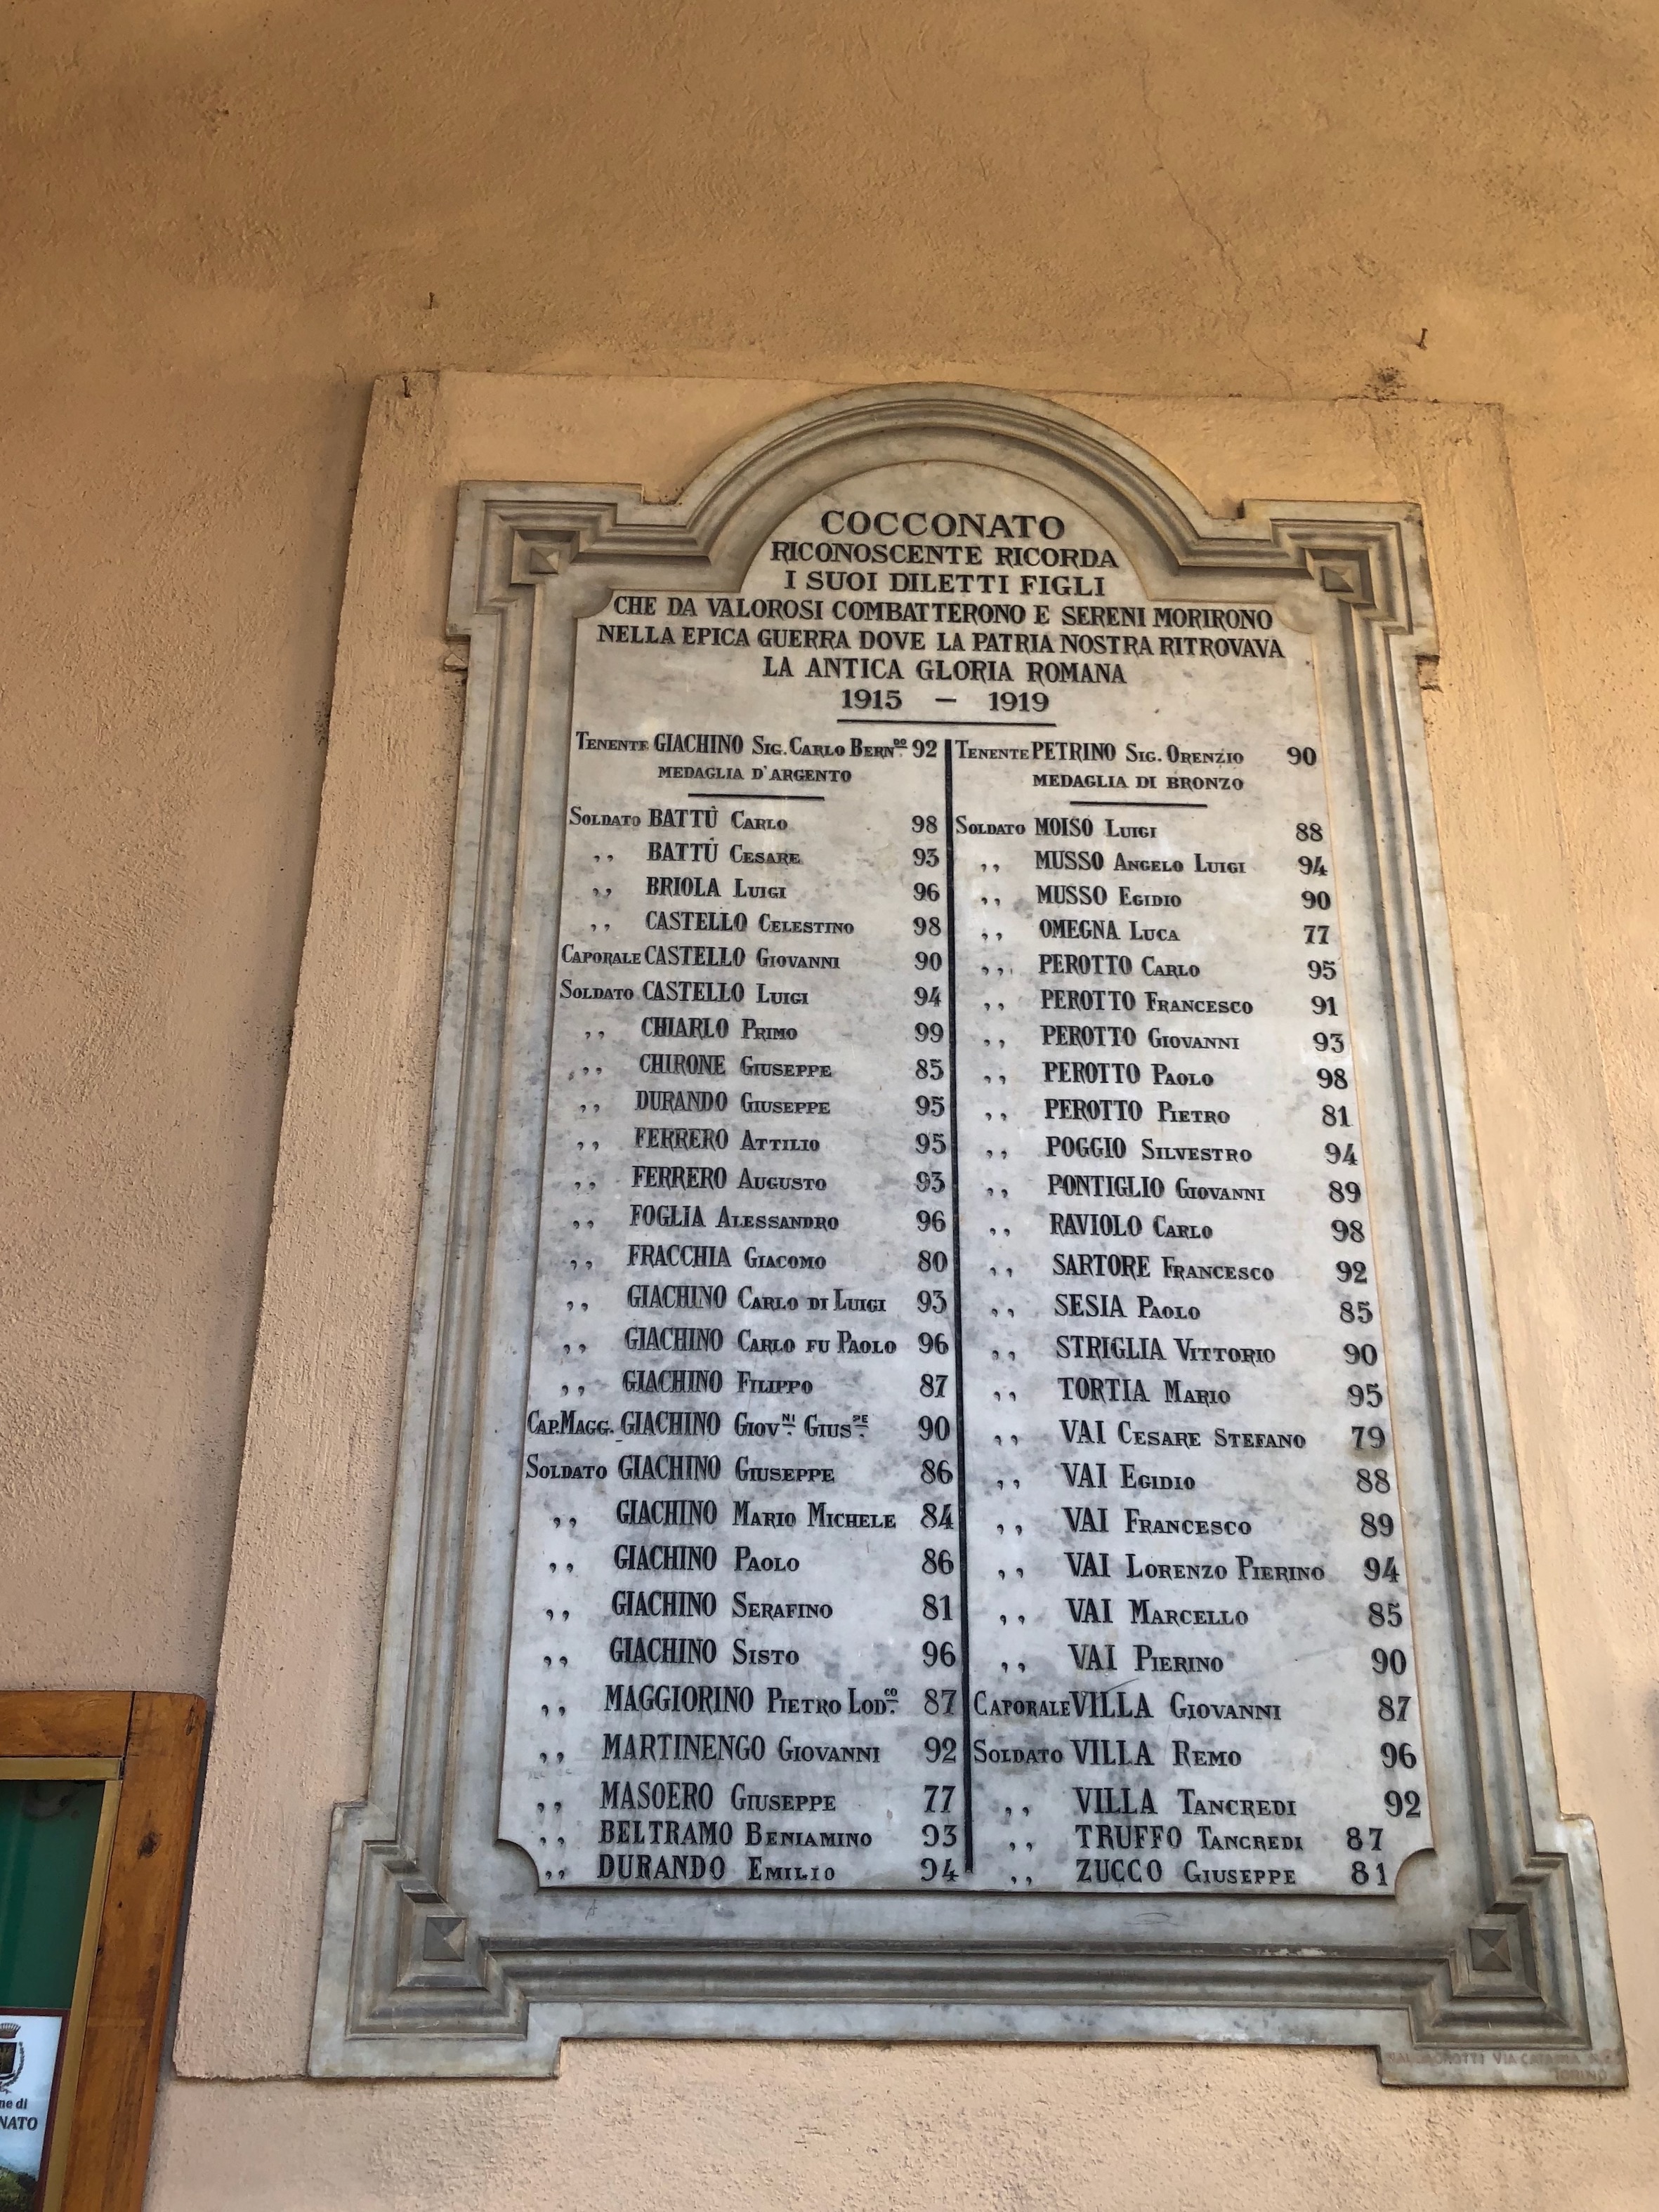 COCCONATO
RICONOSCENTE RICORDA
I SUOI DILETTI FIGLI
CHE DA VALOROSI COMBATTERONO E SERENI MORIRONO
NELLA EPICA GUERRA DOVE LA PATRIA NOSTRA RITROVAVA
LA ANTICA GLORIA ROMANA
1915 – 1919
TENENTE GIACHINO SIG. CARLO BERN.DO 92
MEDAGLIA D'ARGENTO
SOLDATO BATTÙ CARLO 98
,, BATTÙ CESARE 93
,, BRIOLA LUIGI 96
,, CASTELLO CELESTINO 98
CAPORALE CASTELLO GIOVANNI 90
SOLDATO CASTELLO LUIGI 94
,, CHIARLO PRIMO 99
,, CHIRONE GIUSEPPE 85
,, DURANDO GIUSEPPE 95
,, FERRERO ATTILIO 95
,, FERRERO AUGUSTO 93
,, FOGLIA ALESSANDRO 96
,, FRACCHIA GIACOMO 80
,, GIACHINO CARLO DI LUIGI 93
,, GIACHINO CARLO FU PAOLO 96
,, GIACHINO FILIPPO 87
CAP.MAGG. GIACHINO GIOV.NI GIUS.PE 90
SOLDATO GIACHINO GIUSEPPE 86
,, GIACHINO MARIO MICHELE 84
,, GIACHINO PAOLO 86
,, GIACHINO SERAFINO 81
,, GIACHINO SISTO 96
,, MAGGIORINO PIETRO LOD.CO 87
,, MARTINENGO GIOVANNI 92
,, MASOERO GIUSEPPE 77
,, BELTRAMO BENIAMINO 93
,, DURANDO EMILIO 94
TENENTE PETRINO SIG. ORENZIO 90
MEDAGLIA DI BRONZO
SOLDATO MOISO LUIGI 88
,, MUSSO ANGELO LUIGI 94
,, MUSSO EGIDIO 90
,, OMEGNA LUCA 77
,, PEROTTO CARLO 95
,, PEROTTO FRANCESCO 91
,, PEROTTO GIOVANNI 93
,, PEROTTO PAOLO 98
,, PEROTTO PIETRO 81
,, POGGIO SILVESTRO 94
,, PONTIGLIO GIOVANNI 89
,, RAVIOLO CARLO 98
,, SARTORE FRANCESCO 92
,, SESIA PAOLO 85
,, STRIGLIA VITTORIO 90
,, TORTIA MARIO 95
,, VAI CESARE STEFANO 79
,, VAI EGIDIO 88
,, VAI FRANCESCO 89
,, VAI LORENZO PIERINO 94
,, VAI MARCELLO 85
,, VAI PIERINO 90
CAPORALE VILLA GIOVANNI 87
SOLDATO VILLA REMO 96
,, VILLA TANCREDI 92
,, TRUFFO TANCREDI 87
,, ZUCCO GIUSEPPE 81
VIA
TORINO
ne di
NATO